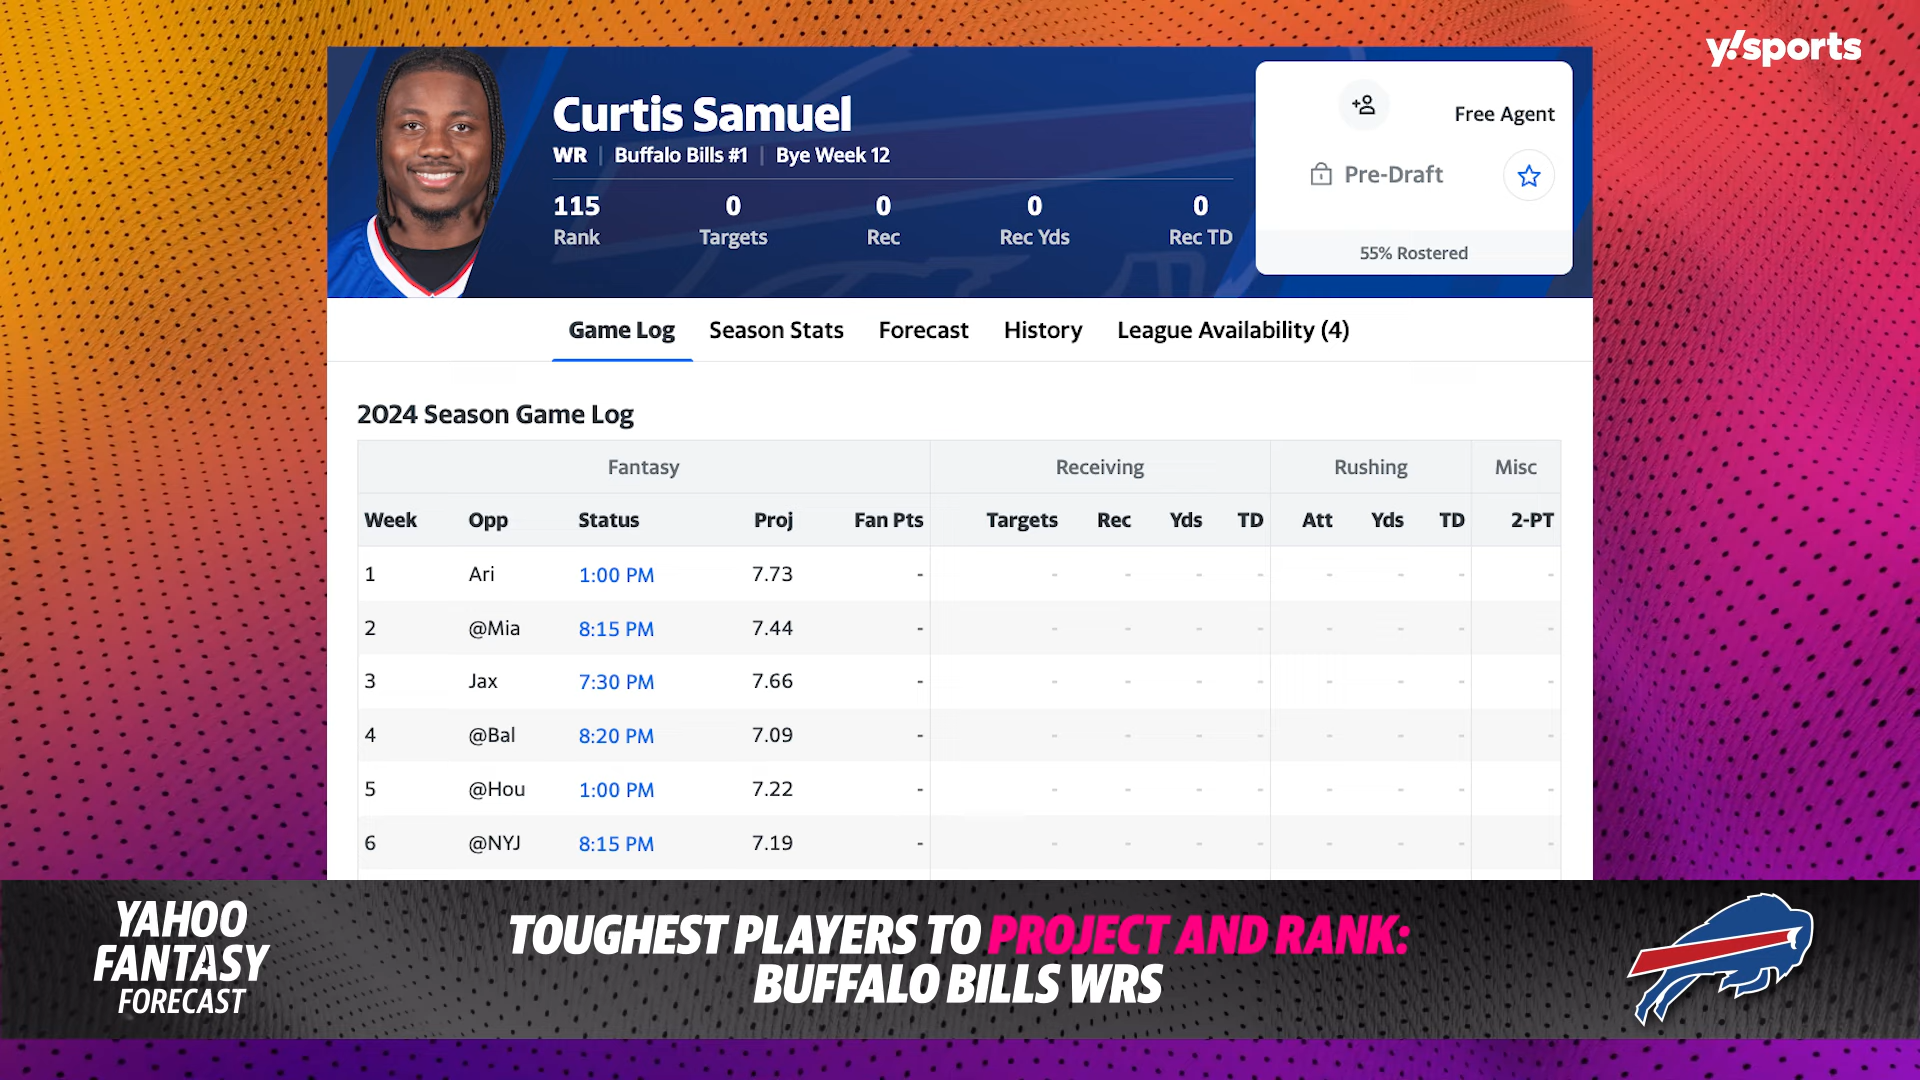 y!sports
Curtis Samuel
WR | Buffalo Bills #1 | Bye Week 12
115 0 0 0 0
Rank Targets Rec Rec Yds Rec TD
Free Agent
Pre-Draft
55% Rostered
Game Log Season Stats Forecast History League Availability (4)
2024 Season Game Log
Fantasy Receiving Rushing Misc
Week Opp Status Proj Fan Pts Targets Rec Yds TD Att Yds TD 2-PT
1 Ari 1:00 PM 7.73 - - - - - - - - -
2 @Mia 8:15 PM 7.44 - - - - - - - - -
3 Jax 7:30 PM 7.66 - - - - - - - - -
4 @Bal 8:20 PM 7.09 - - - - - - - - -
5 @Hou 1:00 PM 7.22 - - - - - - - - -
6 @NYJ 8:15 PM 7.19 - - - - - - - - -
YAHOO
FANTASY
FORECAST
TOUGHEST PLAYERS TO PROJECT AND RANK:
BUFFALO BILLS WRS